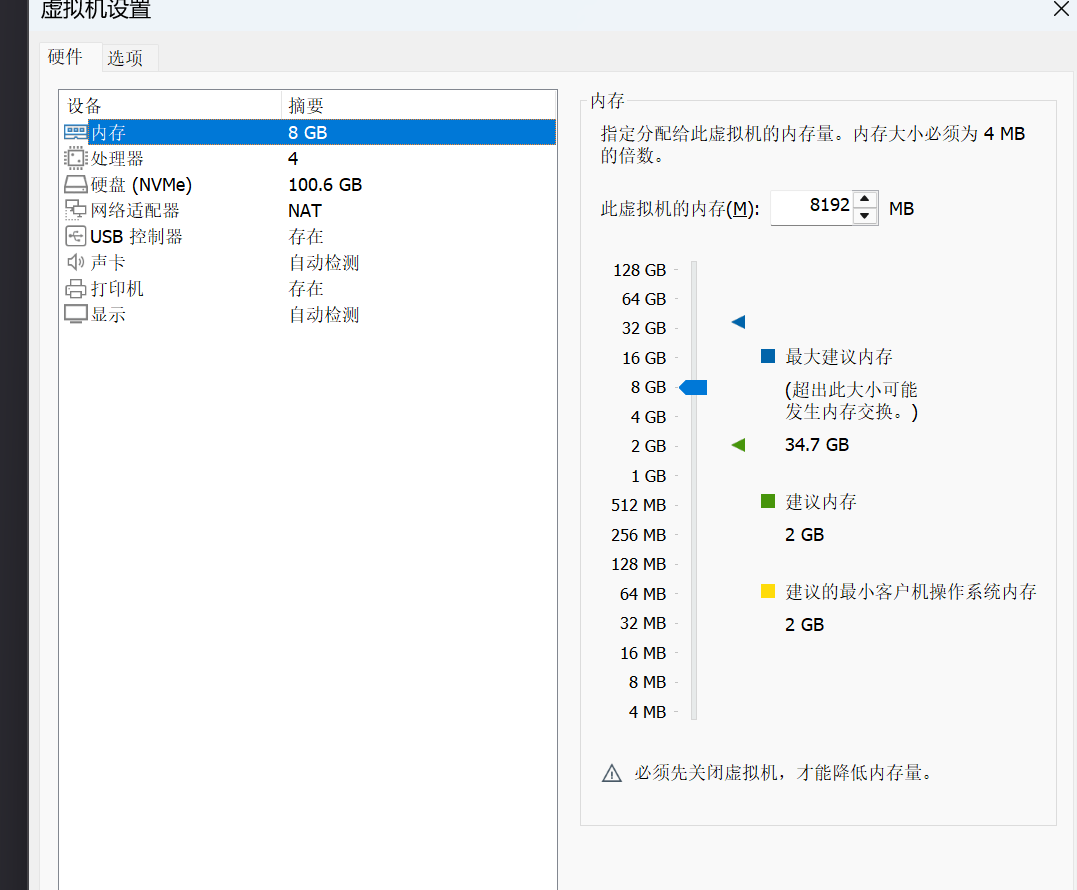 虚拟机设置
硬件 选项
设备 摘要
内存 8 GB
处理器 4
硬盘 (NVMe) 100.6 GB
网络适配器 NAT
USB 控制器 存在
声卡 自动检测
打印机 存在
显示 自动检测
内存
指定分配给此虚拟机的内存量。内存大小必须为 4 MB
的倍数。
此虚拟机的内存(M): 8192 MB
128 GB
64 GB
32 GB
16 GB
8 GB
4 GB
2 GB
1 GB
512 MB
256 MB
128 MB
64 MB
32 MB
16 MB
8 MB
4 MB
最大建议内存
(超出此大小可能
发生内存交换。)
34.7 GB
建议内存
2 GB
建议的最小客户机操作系统内存
2 GB
必须先关闭虚拟机，才能降低内存量。